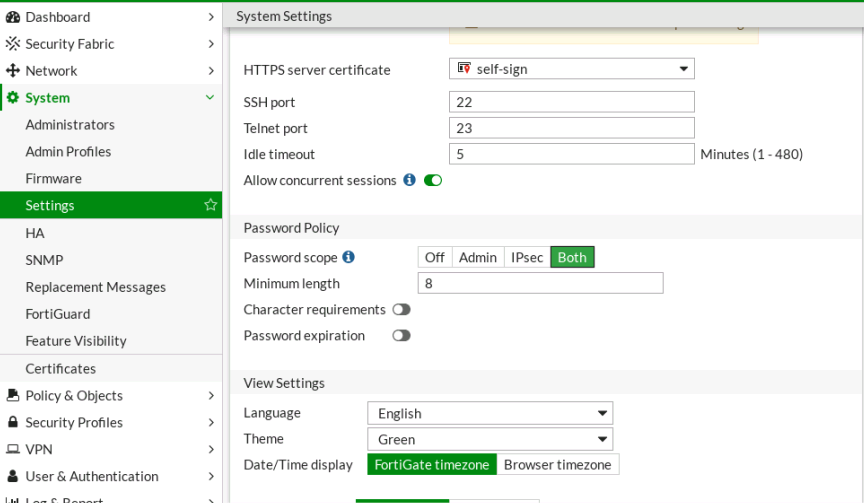 Dashboard
System Settings
Security Fabric
Network
HTTPS server certificate self-sign
System
SSH port 22
Administrators
Telnet port 23
Admin Profiles
Idle timeout 5 Minutes (1 - 480)
Firmware
Allow concurrent sessions
Settings
HA
Password Policy
SNMP
Password scope Off Admin IPsec Both
Replacement Messages
Minimum length 8
FortiGuard
Character requirements
Feature Visibility
Password expiration
Certificates
View Settings
Policy & Objects
Language English
Security Profiles
Theme Green
VPN
Date/Time display FortiGate timezone Browser timezone
User & Authentication
Log & Report